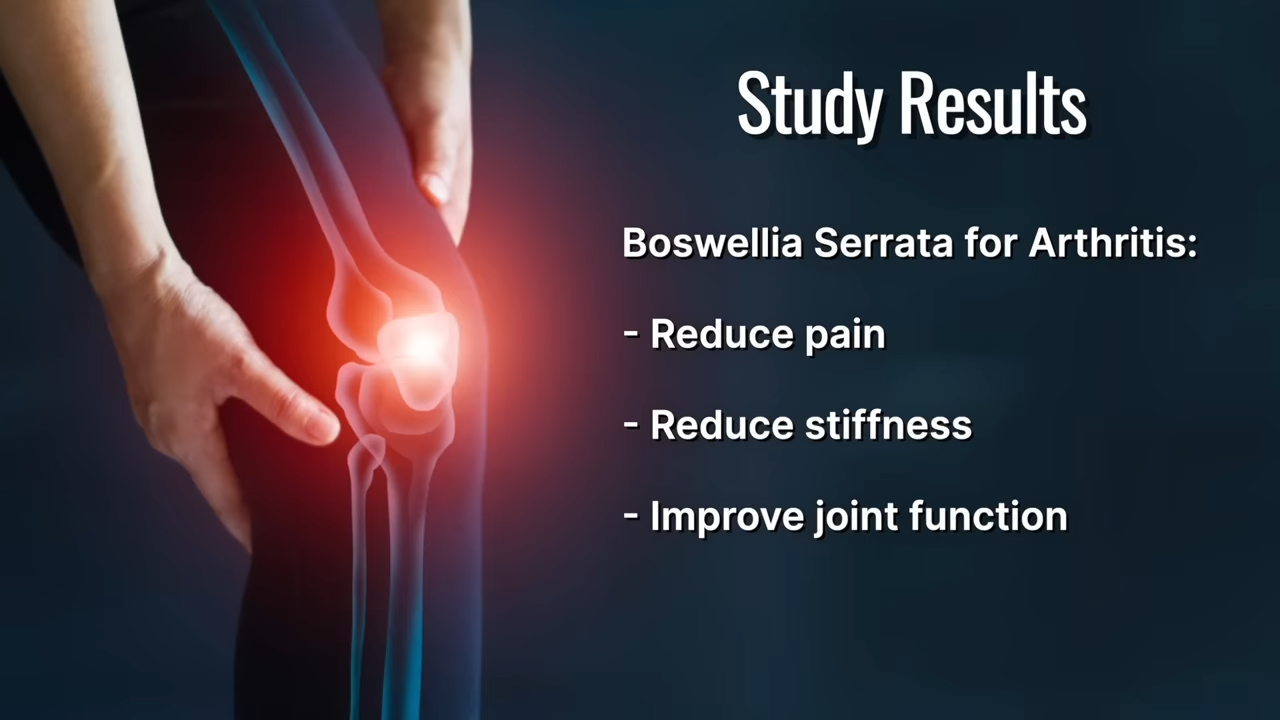 Study Results
Boswellia Serrata for Arthritis:
- Reduce pain
- Reduce stiffness
- Improve joint function